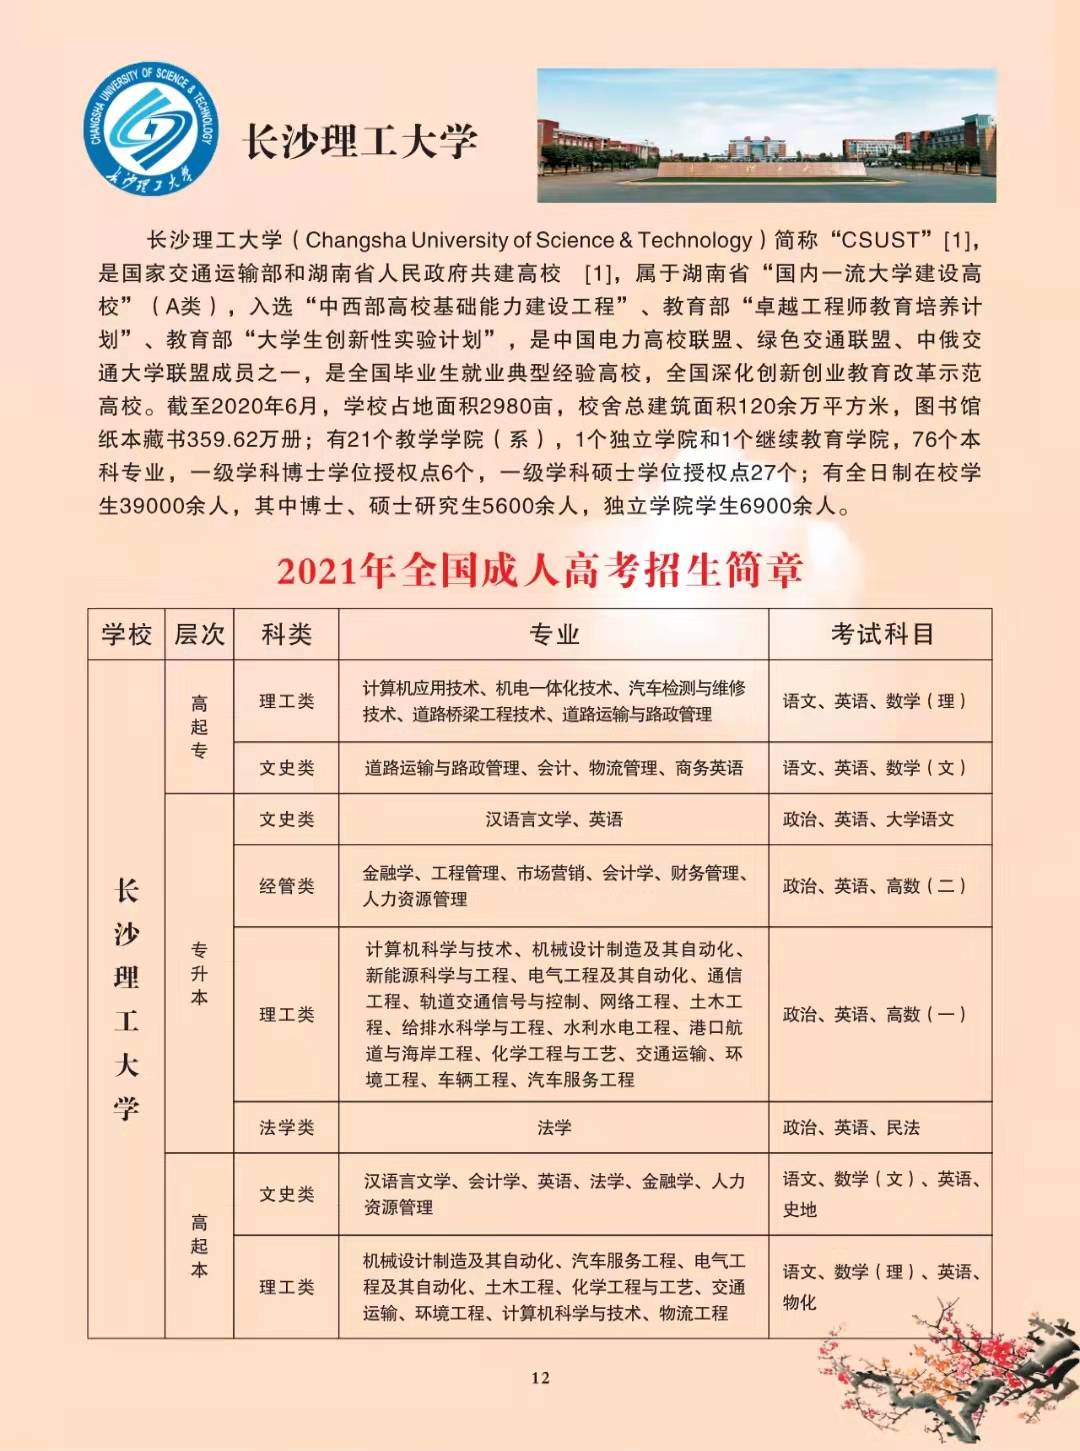 CHANGSHA UNIVERSITY OF SCIENCE & TECHNOLOGY
长沙理工大学
长沙理工大学
长沙理工大学（Changsha University of Science & Technology）简称“CSUST”[1]，
是国家交通运输部和湖南省人民政府共建高校 [1]，属于湖南省“国内一流大学建设高
校”（A类），入选“中西部高校基础能力建设工程”、教育部“卓越工程师教育培养计
划”、教育部“大学生创新性实验计划”，是中国电力高校联盟、绿色交通联盟、中俄交
通大学联盟成员之一，是全国毕业生就业典型经验高校，全国深化创新创业教育改革示范
高校。截至2020年6月，学校占地面积2980亩，校舍总建筑面积120余万平方米，图书馆
纸本藏书359.62万册；有21个教学学院（系），1个独立学院和1个继续教育学院，76个本
科专业，一级学科博士学位授权点6个，一级学科硕士学位授权点27个；有全日制在校学
生39000余人，其中博士、硕士研究生5600余人，独立学院学生6900余人。
2021年全国成人高考招生简章
学校 层次 科类 专业 考试科目
长沙理工大学
高起专
理工类
计算机应用技术、机电一体化技术、汽车检测与维修
技术、道路桥梁工程技术、道路运输与路政管理
语文、英语、数学（理）
文史类
道路运输与路政管理、会计、物流管理、商务英语
语文、英语、数学（文）
专升本
文史类
汉语言文学、英语
政治、英语、大学语文
经管类
金融学、工程管理、市场营销、会计学、财务管理、
人力资源管理
政治、英语、高数（二）
理工类
计算机科学与技术、机械设计制造及其自动化、
新能源科学与工程、电气工程及其自动化、通信
工程、轨道交通信号与控制、网络工程、土木工
程、给排水科学与工程、水利水电工程、港口航
道与海岸工程、化学工程与工艺、交通运输、环
境工程、车辆工程、汽车服务工程
政治、英语、高数（一）
法学类
法学
政治、英语、民法
高起本
文史类
汉语言文学、会计学、英语、法学、金融学、人力
资源管理
语文、数学（文）、英语、
史地
理工类
机械设计制造及其自动化、汽车服务工程、电气工
程及其自动化、土木工程、化学工程与工艺、交通
运输、环境工程、计算机科学与技术、物流工程
语文、数学（理）、英语、
物化
12